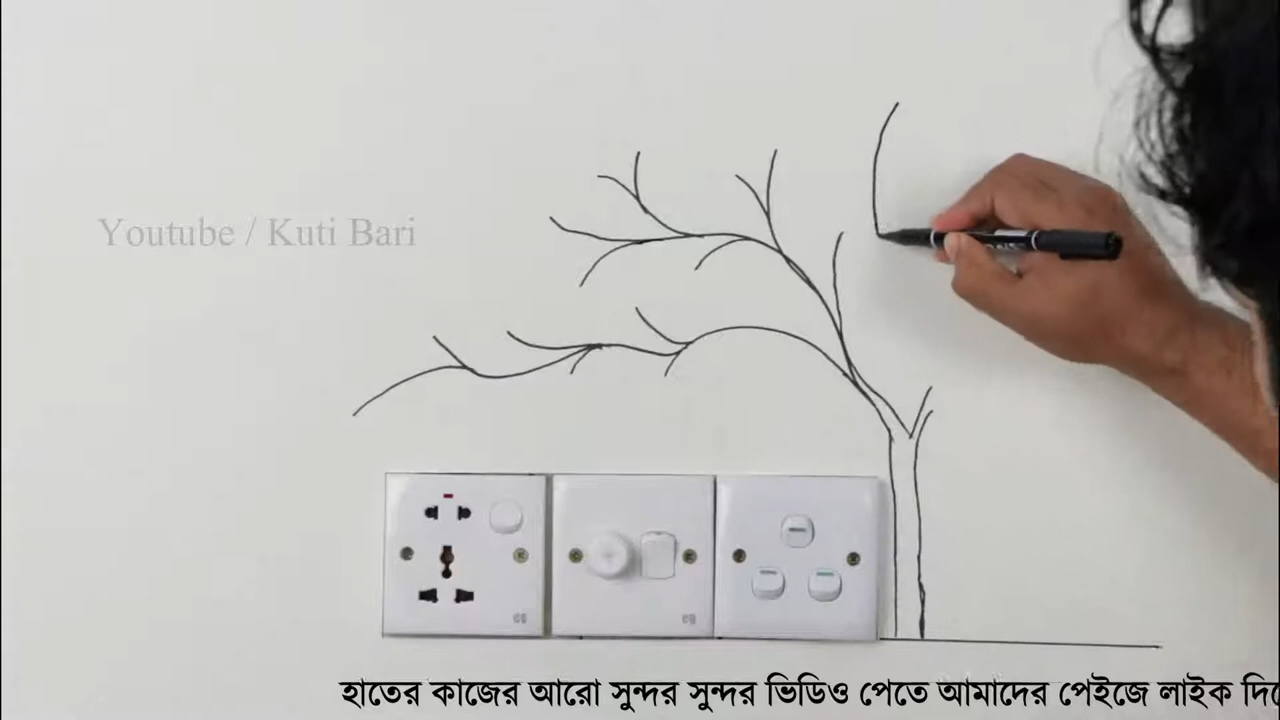 Youtube / Kuti Bari
হাতের কাজের আরো সুন্দর সুন্দর ভিডিও পেতে আমাদের পেইজে লাইক